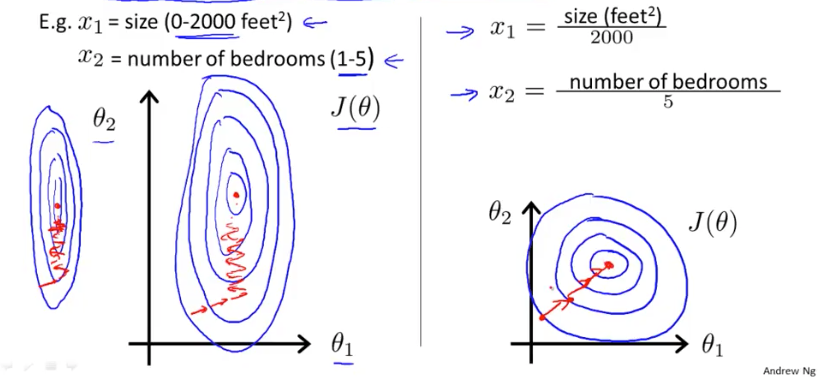 E.g. x₁ = size (0-2000 feet²)
x₂ = number of bedrooms (1-5)
θ₂
J(θ)
θ₁
x₁ = size (feet²) / 2000
x₂ = number of bedrooms / 5
θ₂
J(θ)
θ₁
Andrew Ng